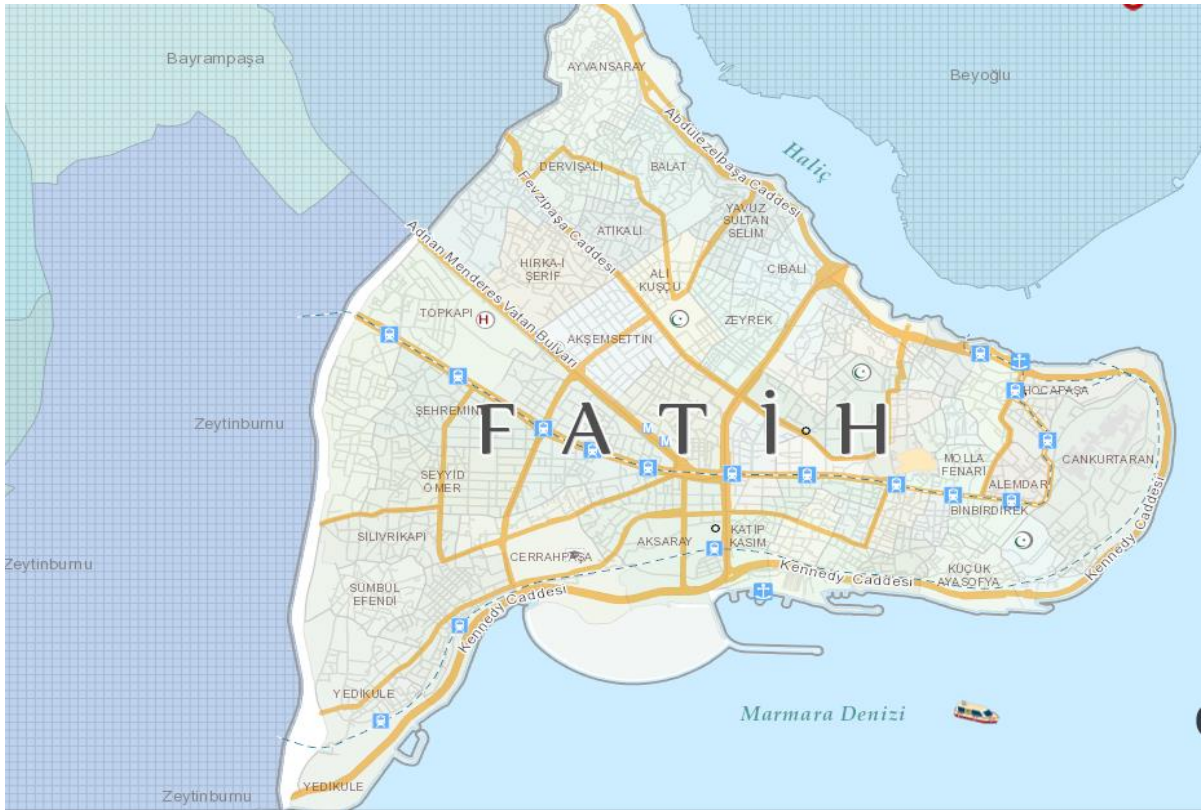 Bayrampaşa
Beyoğlu
AYVANSARAY
Abdülezelpaşa Caddesi
Haliç
DERVİŞALİ
BALAT
Fevzipaşa Caddesi
YAVUZ
SULTAN
SELİM
Adnan Menderes Vatan Bulvarı
ATİKALİ
HIRKA-İ
ŞERİF
ALİ
KUŞÇU
CİBALİ
TOPKAPI
H
ZEYREK
AKŞEMSETTİN
HOCAPAŞA
ŞEHREMİNİ
FATİH
Zeytinburnu
M
M
MOLLA
FENARİ
CANKURTARAN
SEYYİD
ÖMER
ALEMDAR
BİNBİRDİREK
SİLİVRİKAPI
CERRAHPAŞA
AKSARAY
KATİP
KASIM
Zeytinburnu
SÜMBÜL
EFENDİ
Kennedy Caddesi
Kennedy Caddesi
KÜÇÜK
AYASOFYA
Kennedy Caddesi
YEDİKULE
Marmara Denizi
YEDİKULE
Zeytinburnu